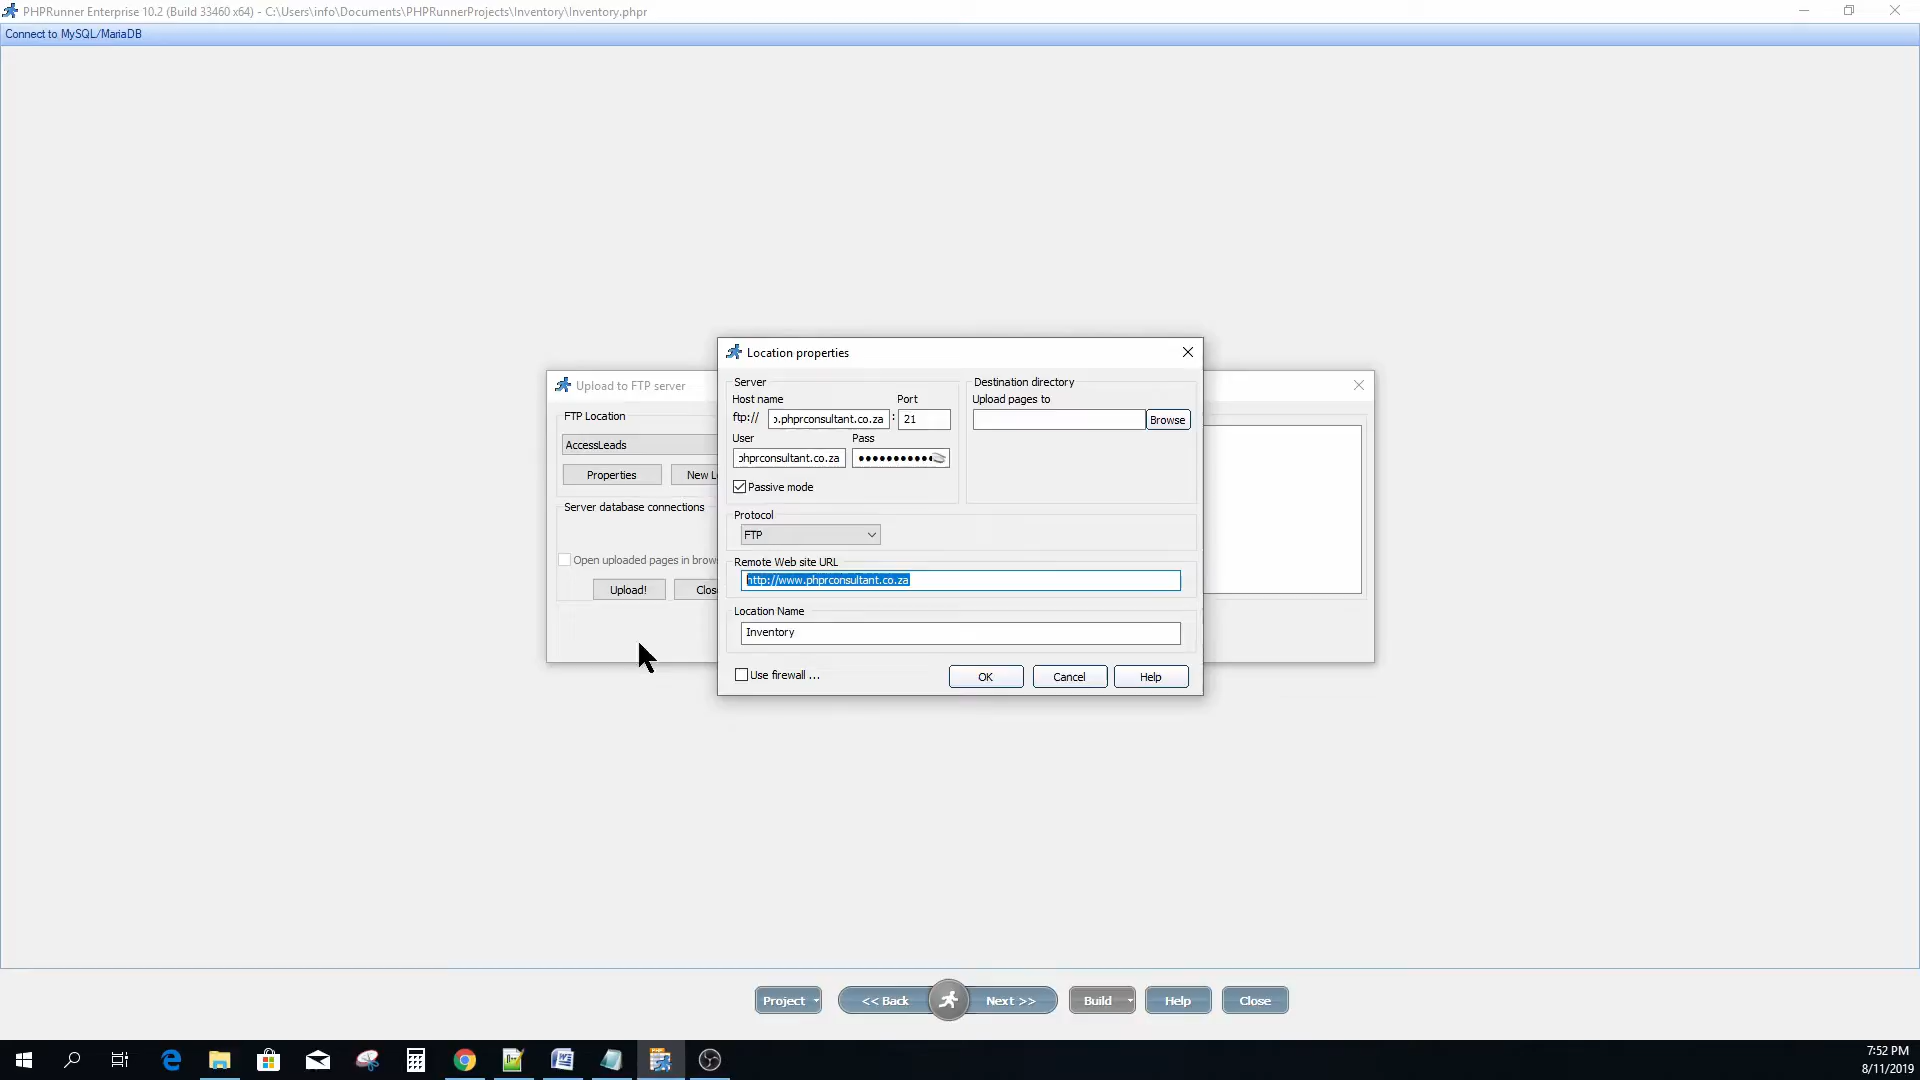 PHPRunner Enterprise 10.2 (Build 33460 x64) - C:\Users\info\Documents\PHPRunnerProjects\Inventory\Inventory.phpr
Connect to MySQL/MariaDB
Upload to FTP server
FTP Location
AccessLeads
Properties
New L
Server database connections
Open uploaded pages in brow
Upload!
Clos
Location properties
Server
Host name
Port
ftp://
.phprconsultant.co.za
:
21
User
Pass
phprconsultant.co.za
Passive mode
Destination directory
Upload pages to
Browse
Protocol
FTP
Remote Web site URL
http://www.phprconsultant.co.za
Location Name
Inventory
Use firewall ...
OK
Cancel
Help
Project
<< Back
Next >>
Build
Help
Close
7:52 PM
8/11/2019